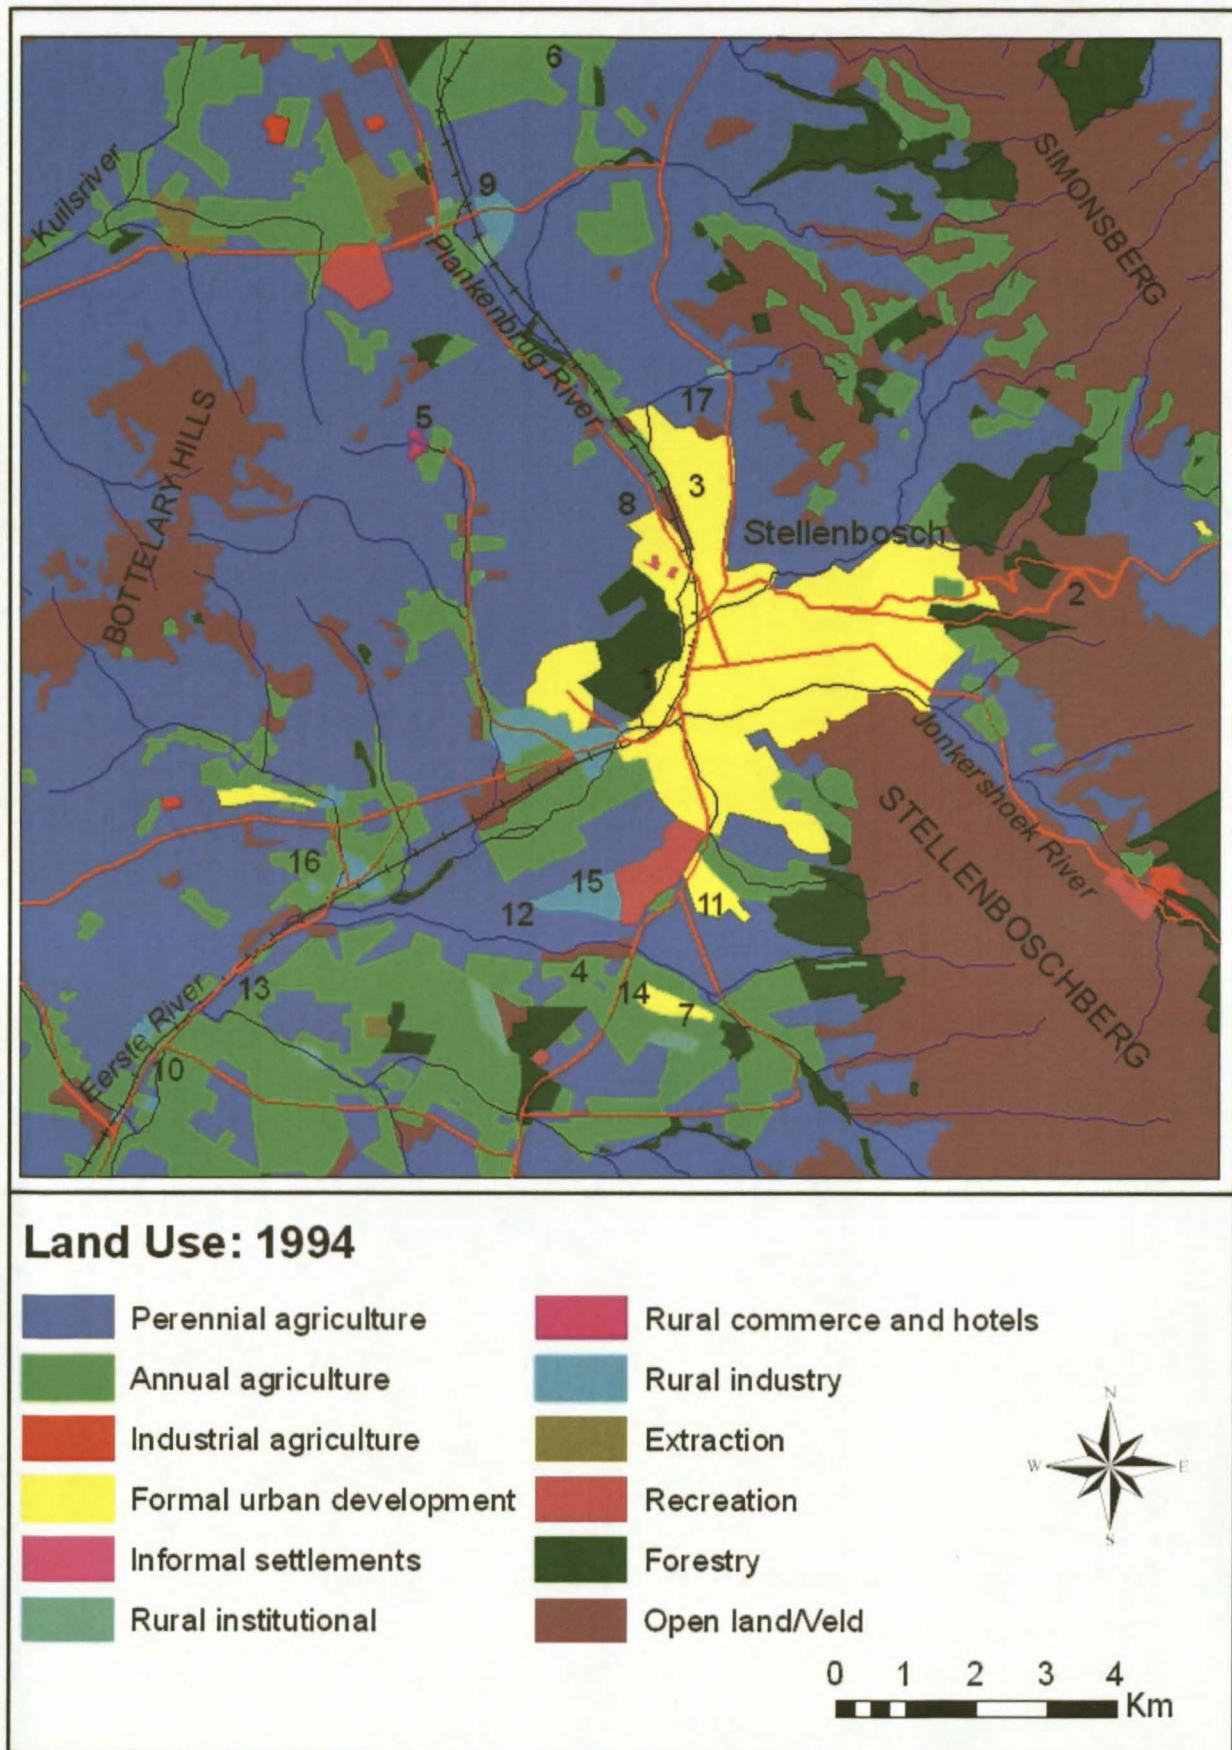 6
SIMONSBERG
Kuilsriver
9
Plankenbrug River
BOTTELARY HILLS
5
17
3
8
Stellenbosch
2
1
Jonkershoek River
STELLENBOSCHBERG
16
15
11
12
4
14
7
13
Eerste River
10
Land Use: 1994
Perennial agriculture
Annual agriculture
Industrial agriculture
Formal urban development
Informal settlements
Rural institutional
Rural commerce and hotels
Rural industry
Extraction
Recreation
Forestry
Open land/Veld
N
W
E
S
0 1 2 3 4
Km